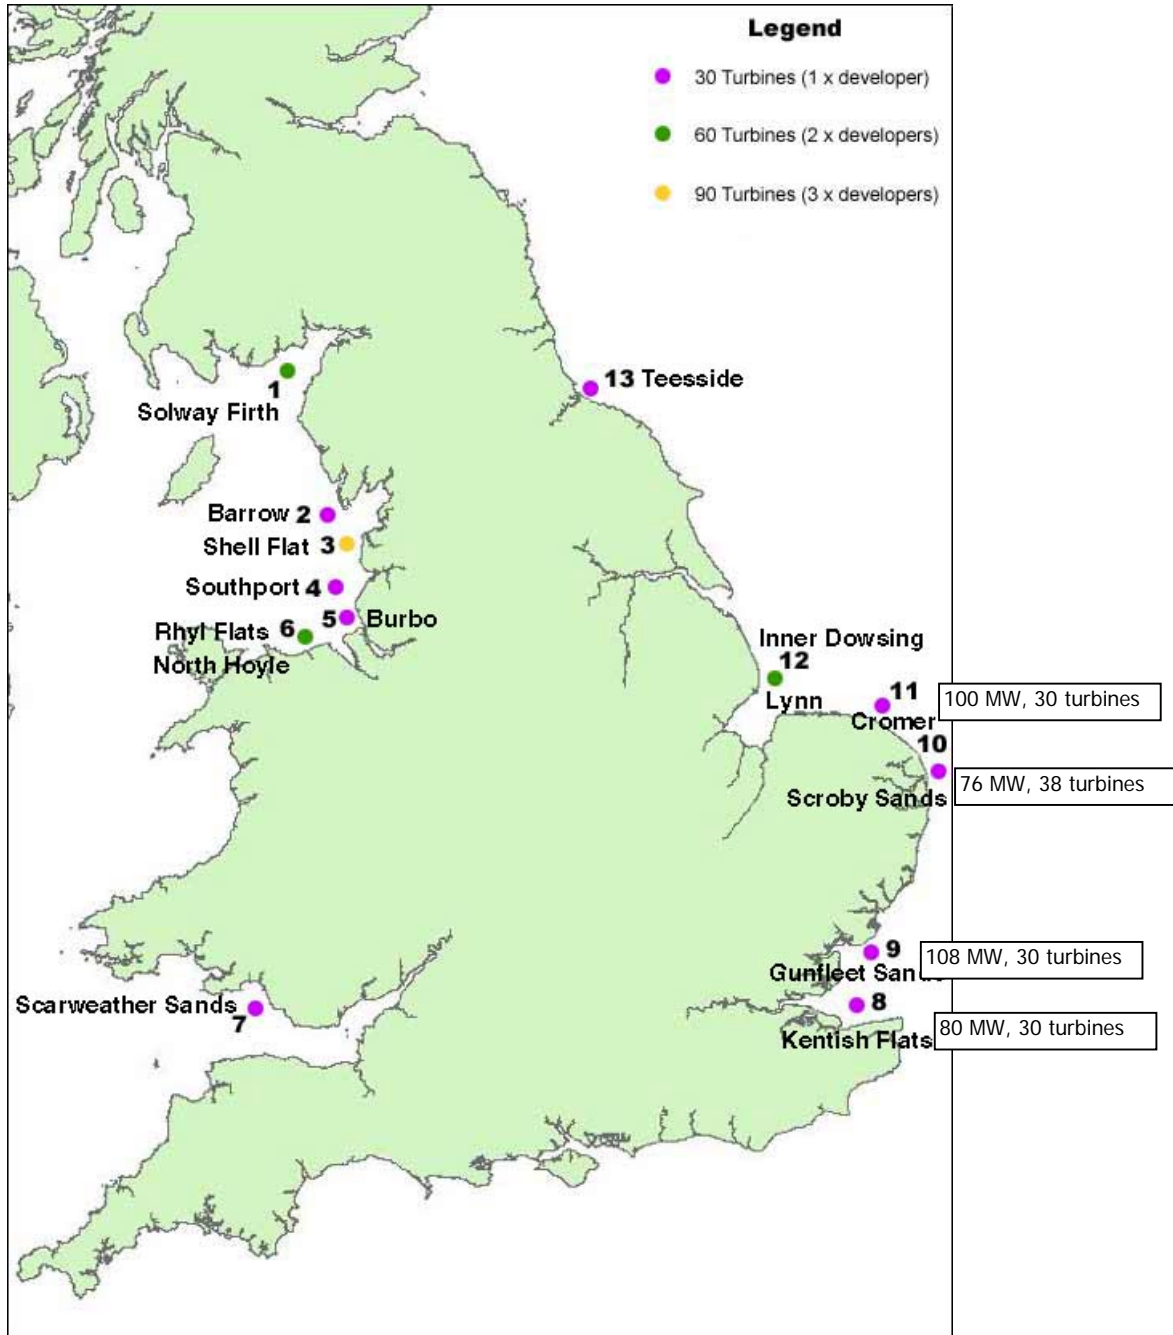 Legend
30 Turbines (1 x developer)
60 Turbines (2 x developers)
90 Turbines (3 x developers)
13 Teesside
1
Solway Firth
Barrow 2
Shell Flat 3
Southport 4
5 Burbo
Rhyl Flats 6
North Hoyle
Inner Dowsing
12
Lynn
11
Cromer
100 MW, 30 turbines
10
Scroby Sands
76 MW, 38 turbines
9
Gunfleet Sands
108 MW, 30 turbines
Scarweather Sands
7
8
Kentish Flats
80 MW, 30 turbines